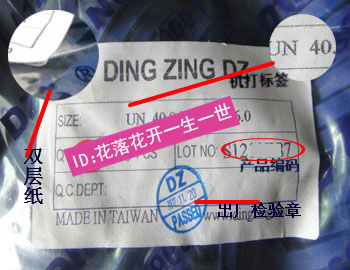 UN 40.
DING ZING DZ
机打标签
SIZE: UN 40.0 5.0
ID:花落花开一生一世
LOT NO: 12 37
产品编码
双层纸
Q.C.DEPT:
DZ
PASSED
出厂检验章
MADE IN TAIWAN